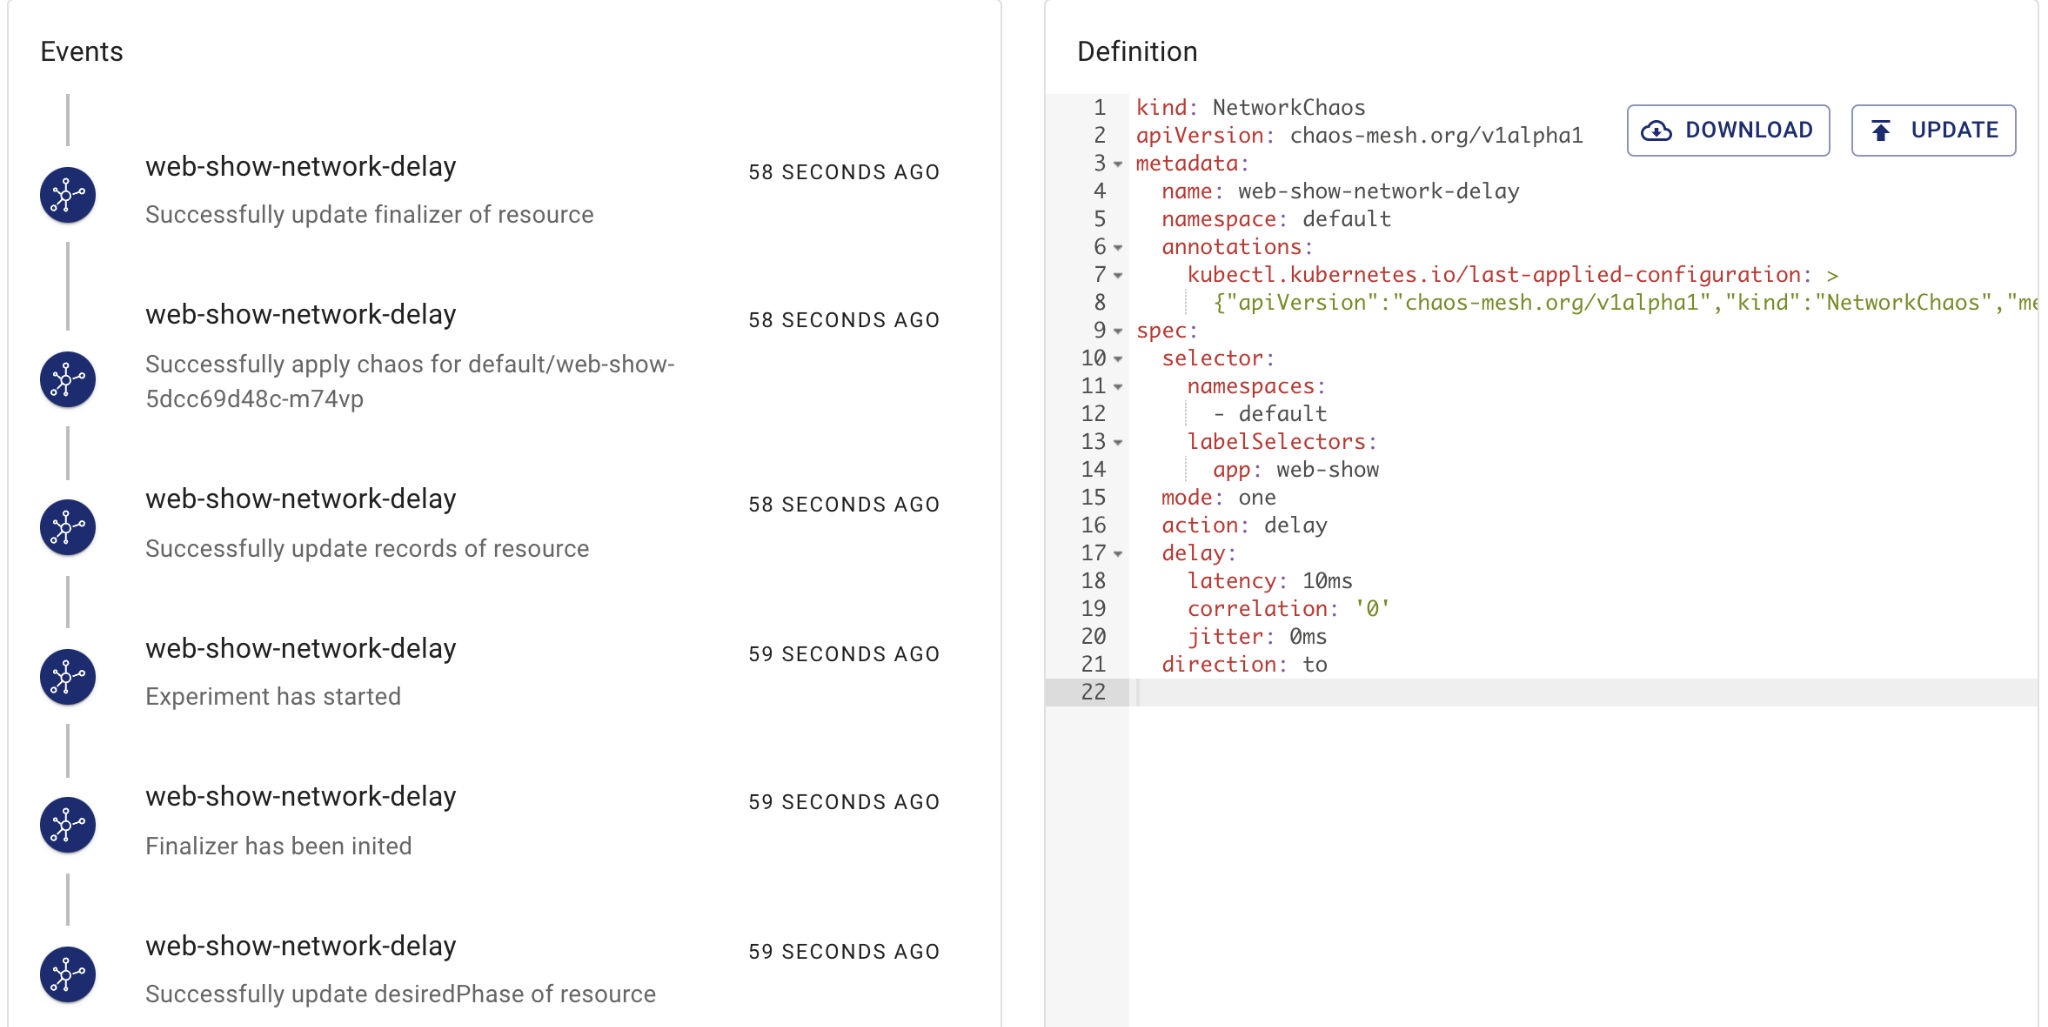 Events
web-show-network-delay
58 SECONDS AGO
Successfully update finalizer of resource
web-show-network-delay
58 SECONDS AGO
Successfully apply chaos for default/web-show-
5dcc69d48c-m74vp
web-show-network-delay
58 SECONDS AGO
Successfully update records of resource
web-show-network-delay
59 SECONDS AGO
Experiment has started
web-show-network-delay
59 SECONDS AGO
Finalizer has been inited
web-show-network-delay
59 SECONDS AGO
Successfully update desiredPhase of resource
Definition
DOWNLOAD
UPDATE
1 kind: NetworkChaos
2 apiVersion: chaos-mesh.org/v1alpha1
3 metadata:
4   name: web-show-network-delay
5   namespace: default
6   annotations:
7     kubectl.kubernetes.io/last-applied-configuration: >
8       {"apiVersion":"chaos-mesh.org/v1alpha1","kind":"NetworkChaos","me
9 spec:
10   selector:
11     namespaces:
12       - default
13     labelSelectors:
14       app: web-show
15   mode: one
16   action: delay
17   delay:
18     latency: 10ms
19     correlation: '0'
20     jitter: 0ms
21   direction: to
22